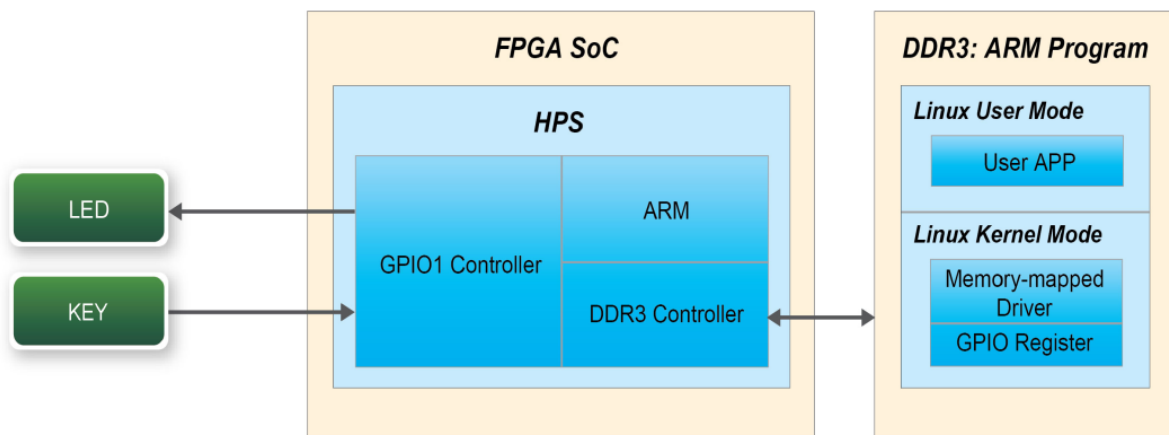 FPGA SoC
HPS
LED
KEY
GPIO1 Controller
ARM
DDR3 Controller
DDR3: ARM Program
Linux User Mode
User APP
Linux Kernel Mode
Memory-mapped
Driver
GPIO Register